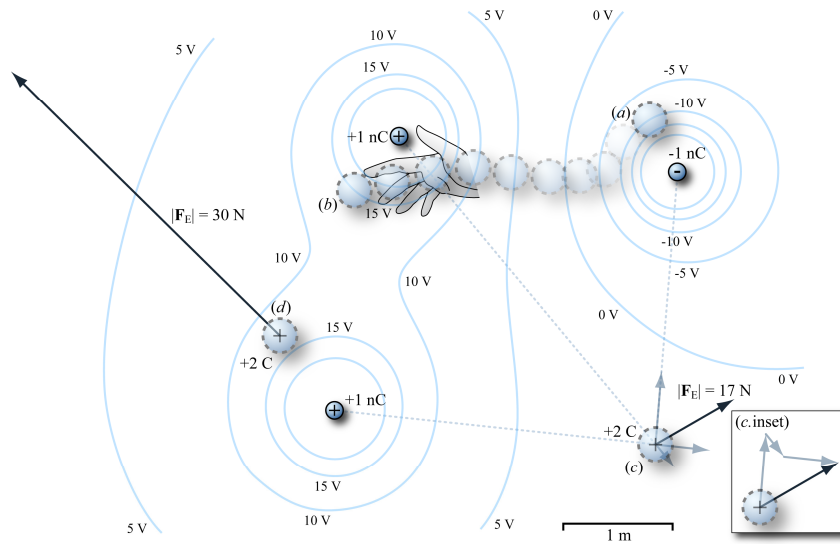 5 V
0 V
5 V
10 V
15 V
-5 V
-10 V
(a)
+1 nC
-1 nC
(b)
15 V
|F_E| = 30 N
-10 V
-5 V
10 V
10 V
(d)
15 V
0 V
+2 C
+1 nC
|F_E| = 17 N
0 V
+2 C
(c)
(c.inset)
15 V
10 V
5 V
5 V
1 m